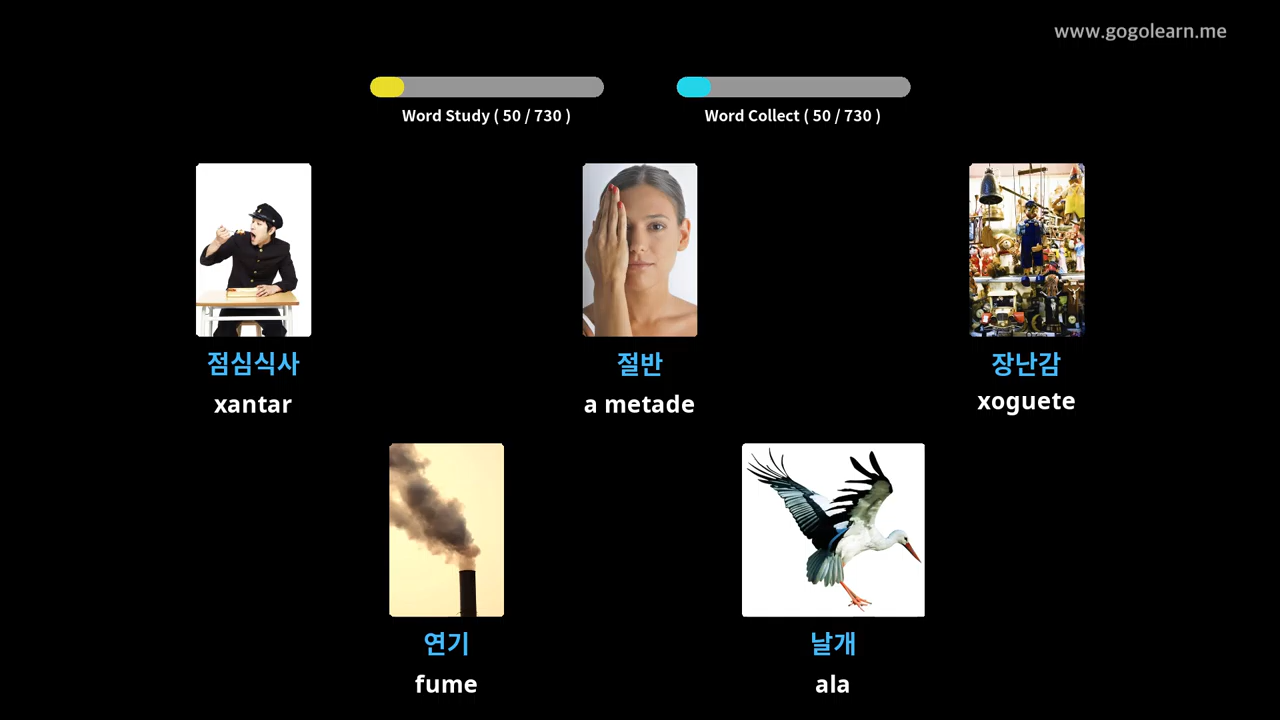 www.gogolearn.me
Word Study ( 50 / 730 )
Word Collect ( 50 / 730 )
점심식사
xantar
절반
a metade
장난감
xoguete
연기
fume
날개
ala